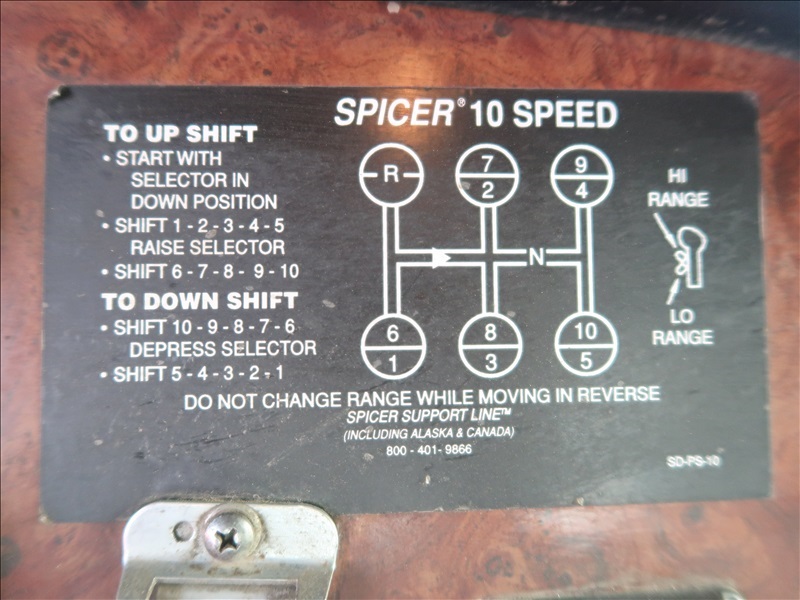 SPICER® 10 SPEED
TO UP SHIFT
• START WITH
SELECTOR IN
DOWN POSITION
• SHIFT 1 - 2 - 3 - 4 - 5
RAISE SELECTOR
• SHIFT 6 - 7 - 8 - 9 - 10
TO DOWN SHIFT
• SHIFT 10 - 9 - 8 - 7 - 6
DEPRESS SELECTOR
• SHIFT 5 - 4 - 3 - 2 - 1
R 7 9
2 4
N
6 8 10
1 3 5
HI
RANGE
LO
RANGE
DO NOT CHANGE RANGE WHILE MOVING IN REVERSE
SPICER SUPPORT LINE™
(INCLUDING ALASKA & CANADA)
800 - 401 - 9866
SD-PS-10